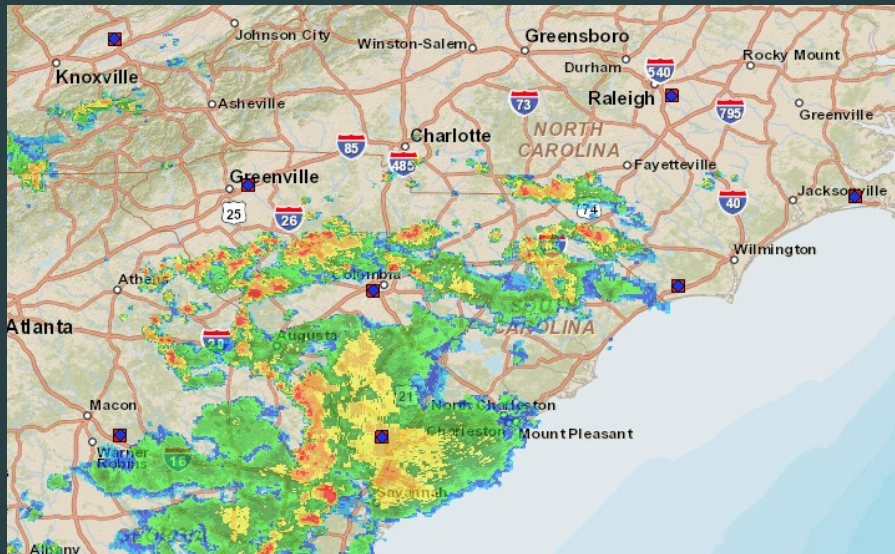 Johnson City
Winston-Salem
Greensboro
Knoxville
Durham
540
Rocky Mount
Asheville
Raleigh
73
795
Greenville
Charlotte
NORTH
CAROLINA
85
485
Fayetteville
Greenville
25
26
74
40
Jacksonville
Wilmington
Athens
Columbia
SOUTH
CAROLINA
Atlanta
20
Augusta
21
Macon
North Charleston
Charleston
Mount Pleasant
Warner
Robins
16
Savannah
GEORGIA
Albany